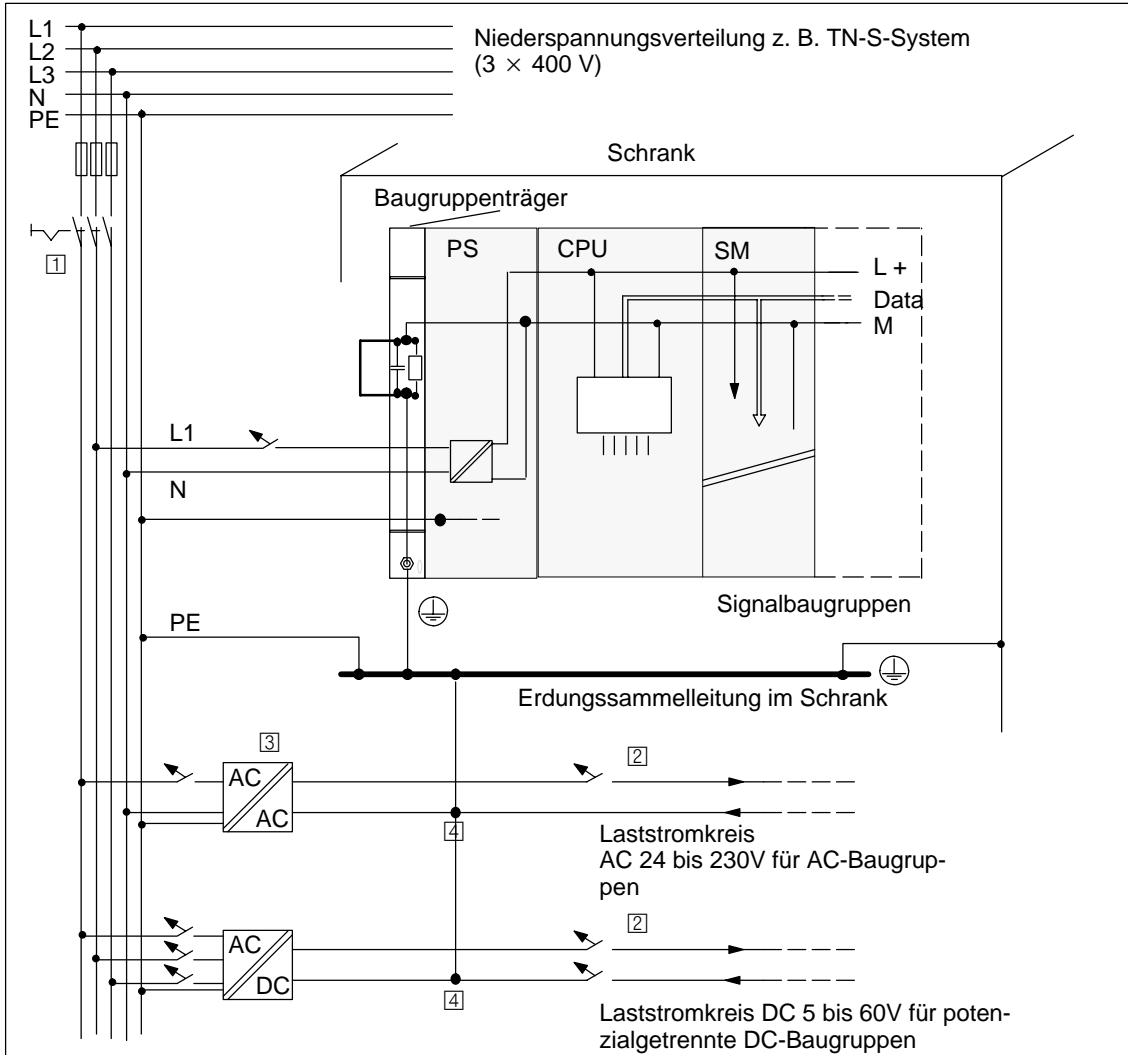 L1
L2
L3
N
PE
Niederspannungsverteilung z. B. TN-S-System
(3 × 400 V)
Schrank
Baugruppenträger
PS
CPU
SM
L +
Data
M
1
L1
N
PE
Signalbaugruppen
Erdungssammelleitung im Schrank
3
2
AC
AC
4
Laststromkreis
AC 24 bis 230V für AC-Baugrup-
pen
2
AC
DC
4
Laststromkreis DC 5 bis 60V für poten-
zialgetrennte DC-Baugruppen